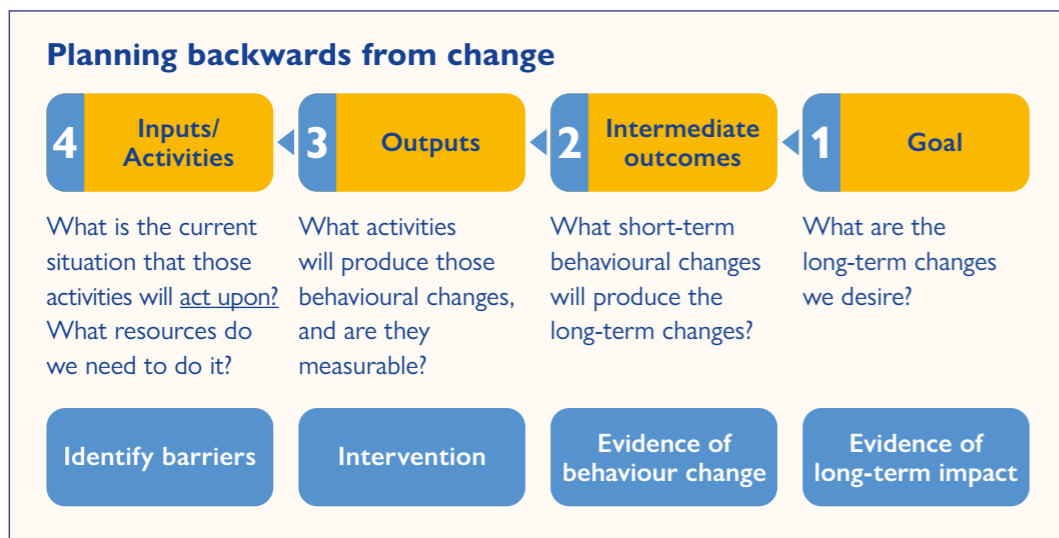 Planning backwards from change
4
Inputs/
Activities
3
Outputs
2
Intermediate
outcomes
1
Goal
What is the current
situation that those
activities will act upon?
What resources do
we need to do it?
What activities
will produce those
behavioural changes,
and are they
measurable?
What short-term
behavioural changes
will produce the
long-term changes?
What are the
long-term changes
we desire?
Identify barriers
Intervention
Evidence of
behaviour change
Evidence of
long-term impact